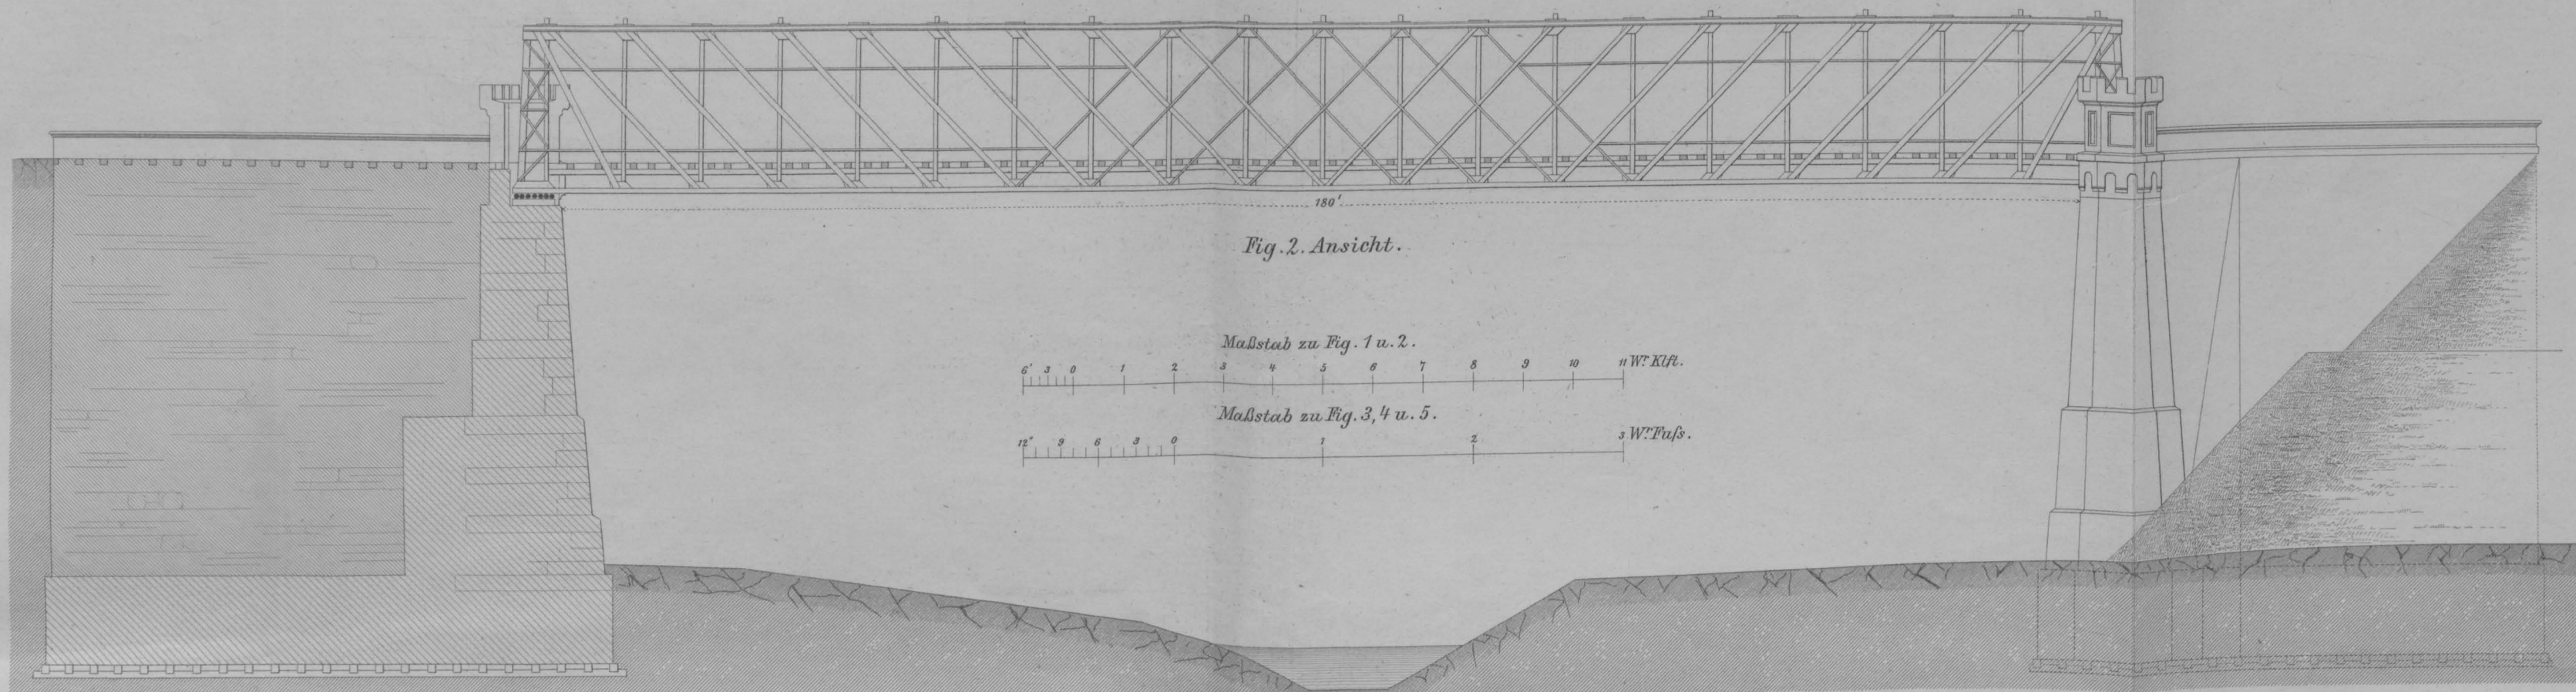 180'
Fig. 2. Ansicht.
Maßstab zu Fig. 1 u. 2.
6' 3 0 1 2 3 4 5 6 7 8 9 10 11 Wr. Klft.
Maßstab zu Fig. 3, 4 u. 5.
12" 9 6 3 0 1 2 3 Wr. Fuſs.